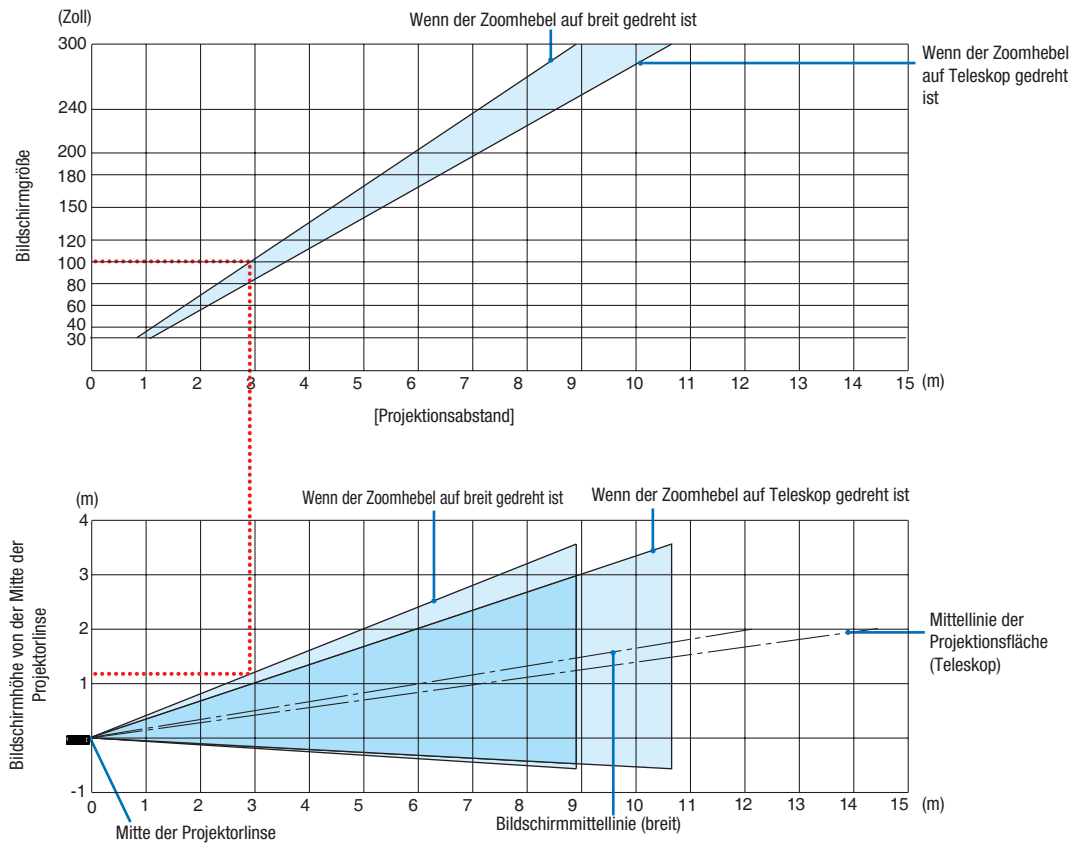 (Zoll)
Wenn der Zoomhebel auf breit gedreht ist
Wenn der Zoomhebel
auf Teleskop gedreht
ist
Bildschirmgröße
300
240
200
180
150
120
100
80
60
40
30
0 1 2 3 4 5 6 7 8 9 10 11 12 13 14 15 (m)
[Projektionsabstand]
(m)
Wenn der Zoomhebel auf breit gedreht ist
Wenn der Zoomhebel auf Teleskop gedreht ist
Bildschirmhöhe von der Mitte der
Projektorlinse
4
3
2
1
-1
Mittellinie der
Projektionsfläche
(Teleskop)
0 1 2 3 4 5 6 7 8 9 10 11 12 13 14 15 (m)
Mitte der Projektorlinse
Bildschirmmittellinie (breit)